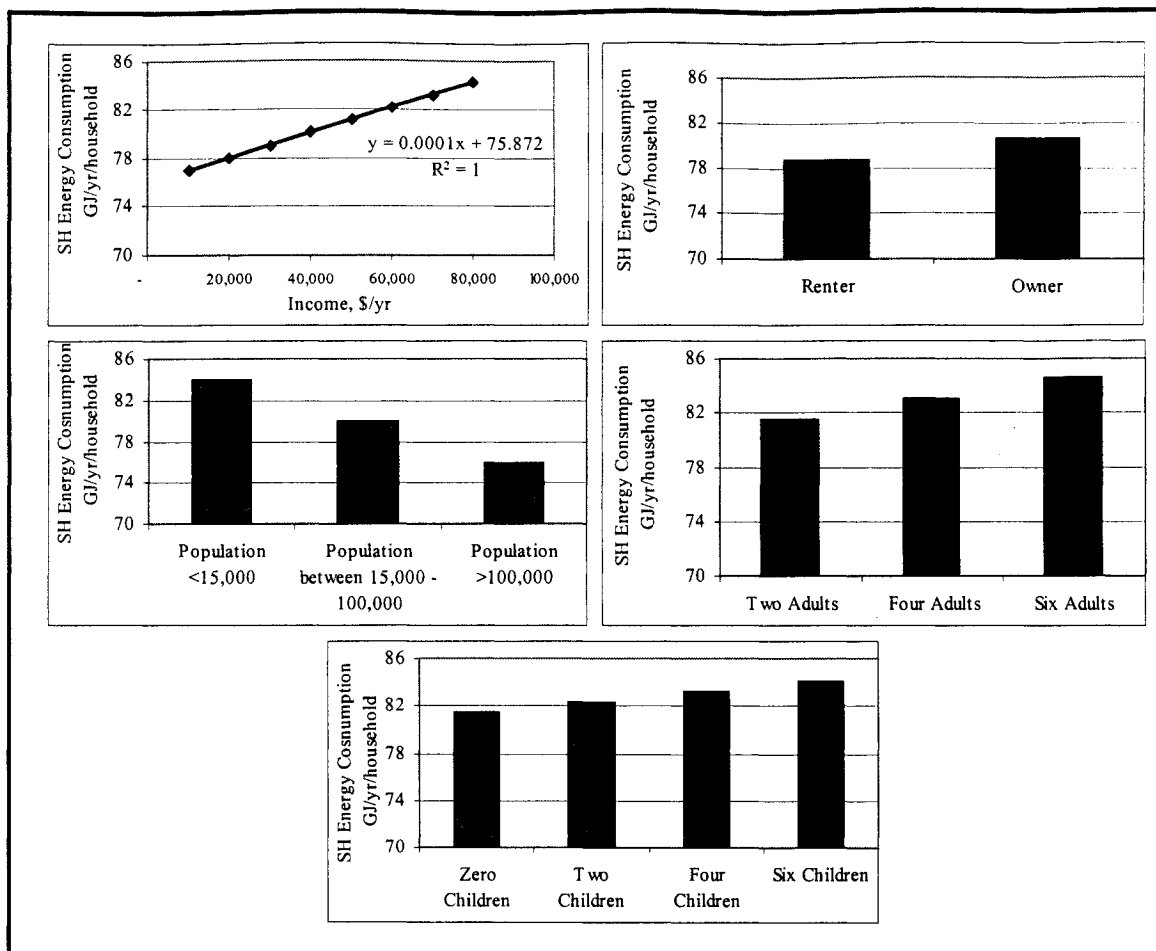 SH Energy Consumption
GJ/yr/household
86
82
78
74
70
y = 0.0001x + 75.872
R² = 1
-
20,000
40,000
60,000
80,000
100,000
Income, $/yr
SH Energy Consumption
GJ/yr/household
86
82
78
74
70
Renter
Owner
SH Energy Cosnumption
GJ/yr/household
86
82
78
74
70
Population
<15,000
Population
between 15,000 -
100,000
Population
>100,000
SH Energy Consumption
GJ/yr/household
86
82
78
74
70
Two Adults
Four Adults
Six Adults
SH Energy Cosnumption
GJ/yr/household
86
82
78
74
70
Zero
Children
Two
Children
Four
Children
Six Children